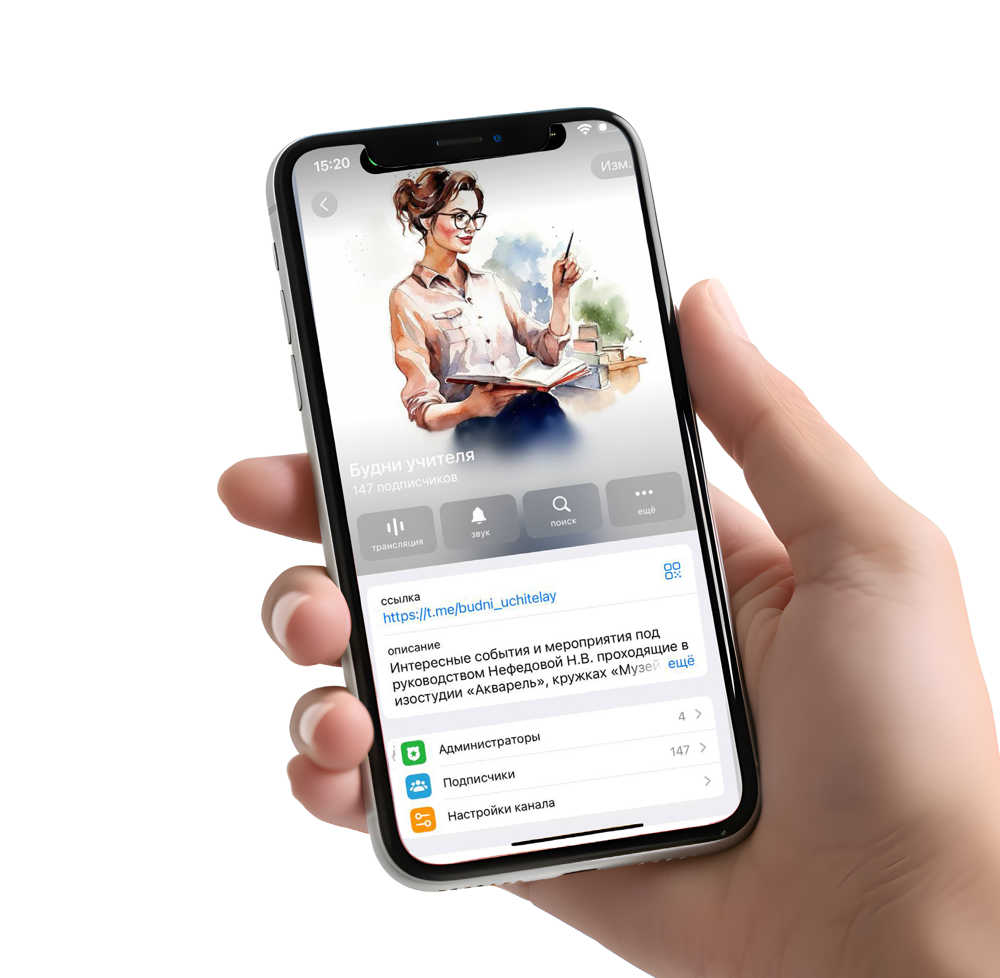 15:20
Изм.
Будни учителя
147 подписчиков
трансляция
звук
поиск
ещё
ссылка
https://t.me/budni_uchitelay
описание
Интересные события и мероприятия под
руководством Нефедовой Н.В. проходящие в
изостудии «Акварель», кружках «Музей ещё
Администраторы 4
Подписчики 147
Настройки канала